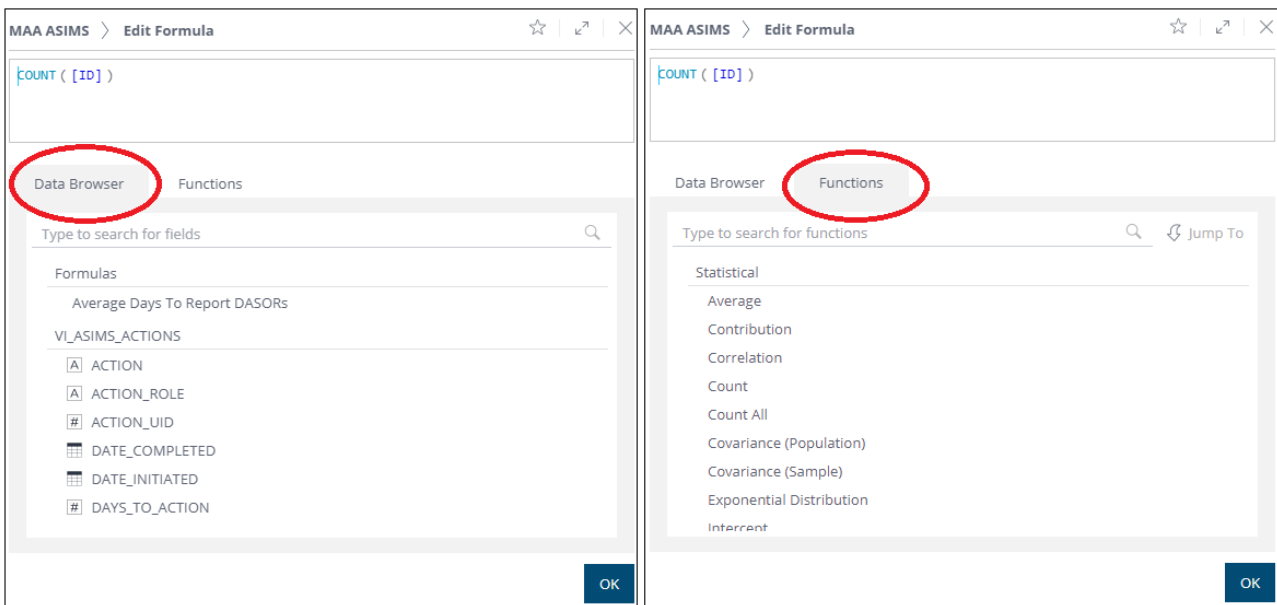 MAA ASIMS > Edit Formula
COUNT ( [ID] )
Data Browser Functions
Type to search for fields
Formulas
Average Days To Report DASORs
VI_ASIMS_ACTIONS
A ACTION
A ACTION_ROLE
# ACTION_UID
DATE_COMPLETED
DATE_INITIATED
# DAYS_TO_ACTION
OK
MAA ASIMS > Edit Formula
COUNT ( [ID] )
Data Browser Functions
Type to search for functions Jump To
Statistical
Average
Contribution
Correlation
Count
Count All
Covariance (Population)
Covariance (Sample)
Exponential Distribution
Intercept
OK